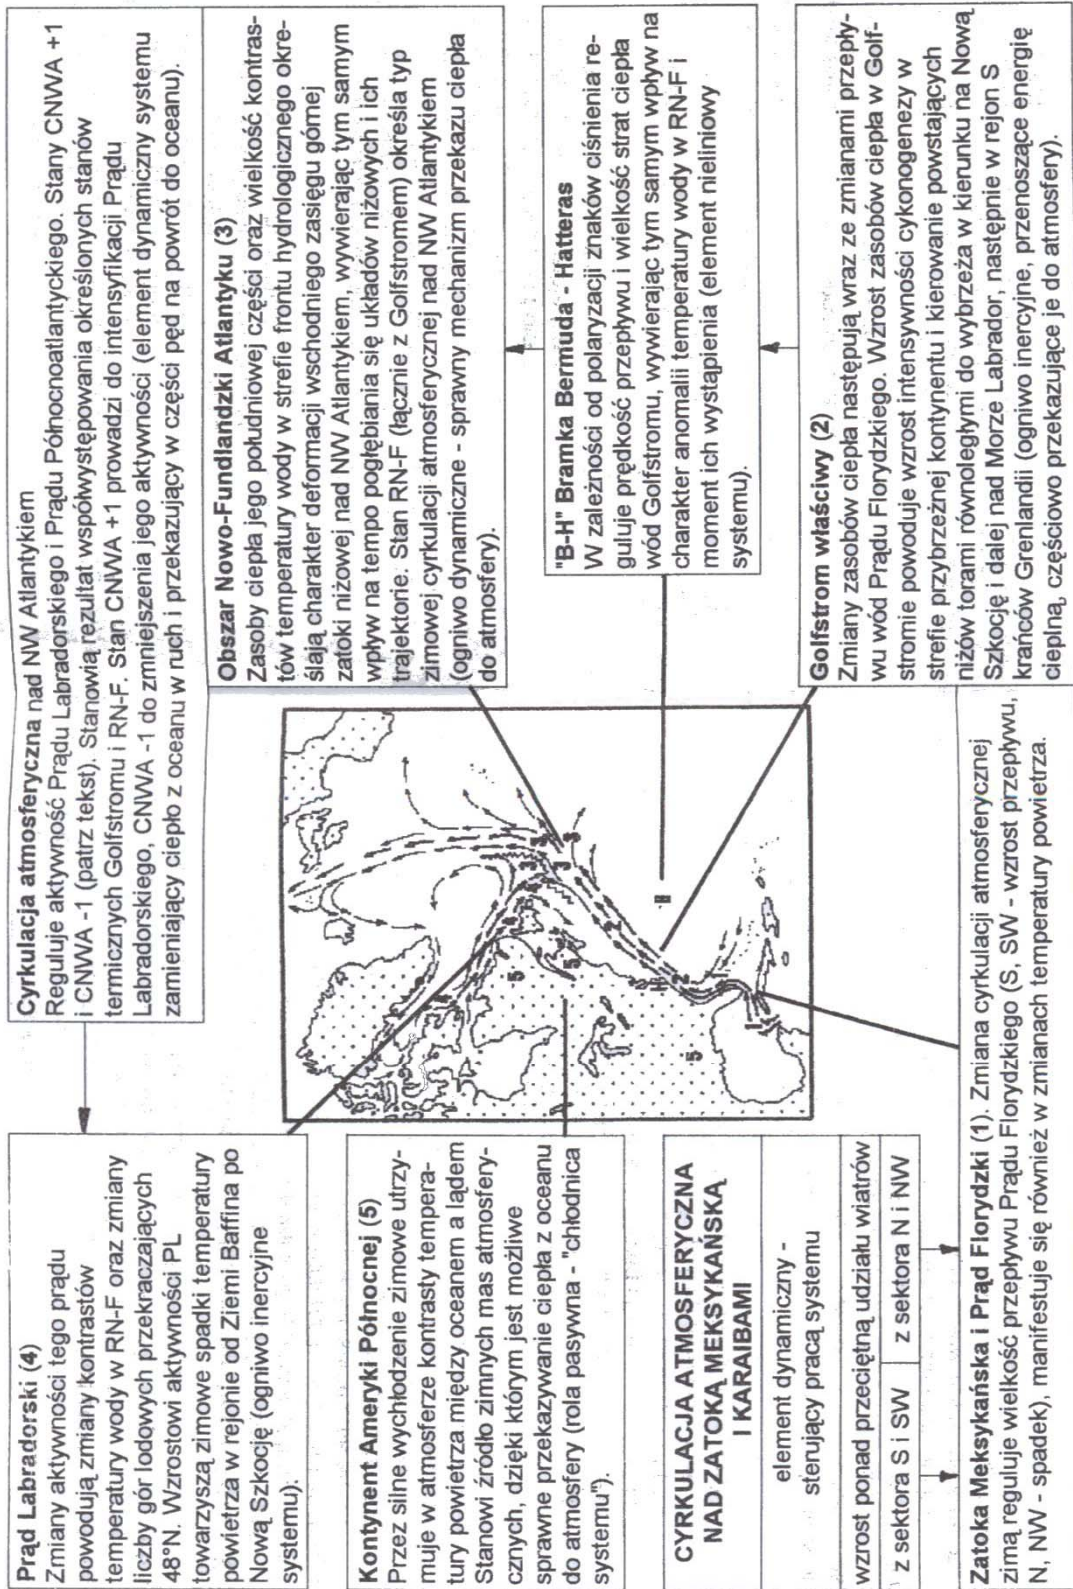 Cyrkulacja atmosferyczna nad NW Atlantykiem
Reguluje aktywność Prądu Labradorskiego i Prądu Północnoatlantyckiego. Stany CNWA +1
i CNWA -1 (patrz tekst). Stanowią rezultat współwystępowania określonych stanów
termicznych Golfstromu i RN-F. Stan CNWA +1 prowadzi do intensyfikacji Prądu
Labradorskiego, CNWA -1 do zmniejszenia jego aktywności (element dynamiczny systemu
zamieniający ciepło z oceanu w ruch i przekazujący w części pęd na powrót do oceanu).
Prąd Labradorski (4)
Zmiany aktywności tego prądu
powodują zmiany kontrastów
temperatury wody w RN-F oraz zmiany
liczby gór lodowych przekraczających
48°N. Wzrostowi aktywności PL
towarzyszą zimowe spadki temperatury
powietrza w rejonie od Ziemi Baffina po
Nową Szkocję (ogniwo inercyjne
systemu).
Obszar Nowo-Fundlandzki Atlantyku (3)
Zasoby ciepła jego południowej części oraz wielkość kontras-
tów temperatury wody w strefie frontu hydrologicznego okre-
ślają charakter deformacji wschodniego zasięgu górnej
zatoki niżowej nad NW Atlantykiem, wywierając tym samym
wpływ na tempo pogłębiania się układów niżowych i ich
trajektorie. Stan RN-F (łącznie z Golfstromem) określa typ
zimowej cyrkulacji atmosferycznej nad NW Atlantykiem
(ogniwo dynamiczne - sprawny mechanizm przekazu ciepła
do atmosfery).
Kontynent Ameryki Północnej (5)
Przez silne wychłodzenie zimowe utrzy-
muje w atmosferze kontrasty tempera-
tury powietrza między oceanem a lądem
Stanowi źródło zimnych mas atmosfery-
cznych, dzięki którym jest możliwe
sprawne przekazywanie ciepła z oceanu
do atmosfery (rola pasywna - "chłodnica
systemu").
"B-H" Bramka Bermuda - Hatteras
W zależności od polaryzacji znaków ciśnienia re-
guluje prędkość przepływu i wielkość strat ciepła
wód Golfstromu, wywierając tym samym wpływ na
charakter anomalii temperatury wody w RN-F i
moment ich wystąpienia (element nieliniowy
systemu).
CYRKULACJA ATMOSFERYCZNA
NAD ZATOKĄ MEKSYKAŃSKĄ
I KARAIBAMI
element dynamiczny -
sterujący pracą systemu
wzrost ponad przeciętną udziału wiatrów
z sektora S i SW z sektora N i NW
Golfstrom właściwy (2)
Zmiany zasobów ciepła następują wraz ze zmianami przepły-
wu wód Prądu Florydzkiego. Wzrost zasobów ciepła w Golf-
stromie powoduje wzrost intensywności cykonogenezy w
strefie przybrzeżnej kontynentu i kierowanie powstających
niżów torami równoległymi do wybrzeża w kierunku na Nową
Szkocję i dalej nad Morze Labrador, następnie w rejon S
krańców Grenlandii (ogniwo inercyjne, przenoszące energię
cieplną, częściowo przekazujące je do atmosfery).
Zatoka Meksykańska i Prąd Florydzki (1). Zmiana cyrkulacji atmosferycznej
zimą reguluje wielkość przepływu Prądu Florydzkiego (S, SW - wzrost przepływu,
N, NW - spadek), manifestuje się również w zmianach temperatury powietrza.
5
5
5
4
3
3
3
3
2
2
H
B
1
1